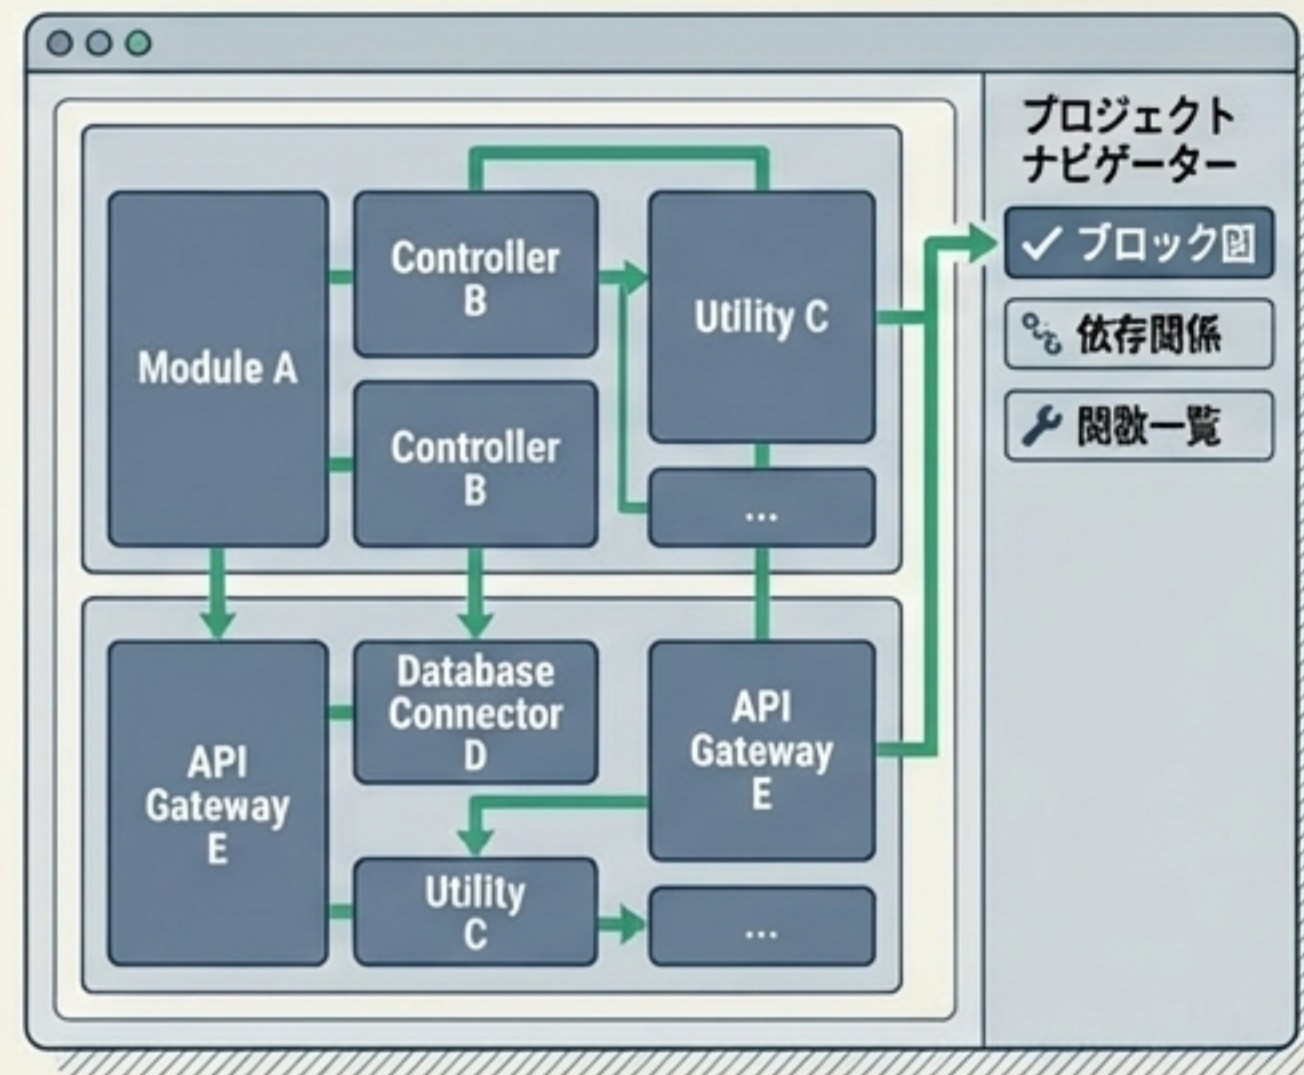 プロジェクト
ナビゲーター
ブロック図
依存関係
関数一覧
Module A
Controller
B
Controller
B
Utility C
...
API
Gateway
E
Database
Connector
D
API
Gateway
E
Utility
C
...